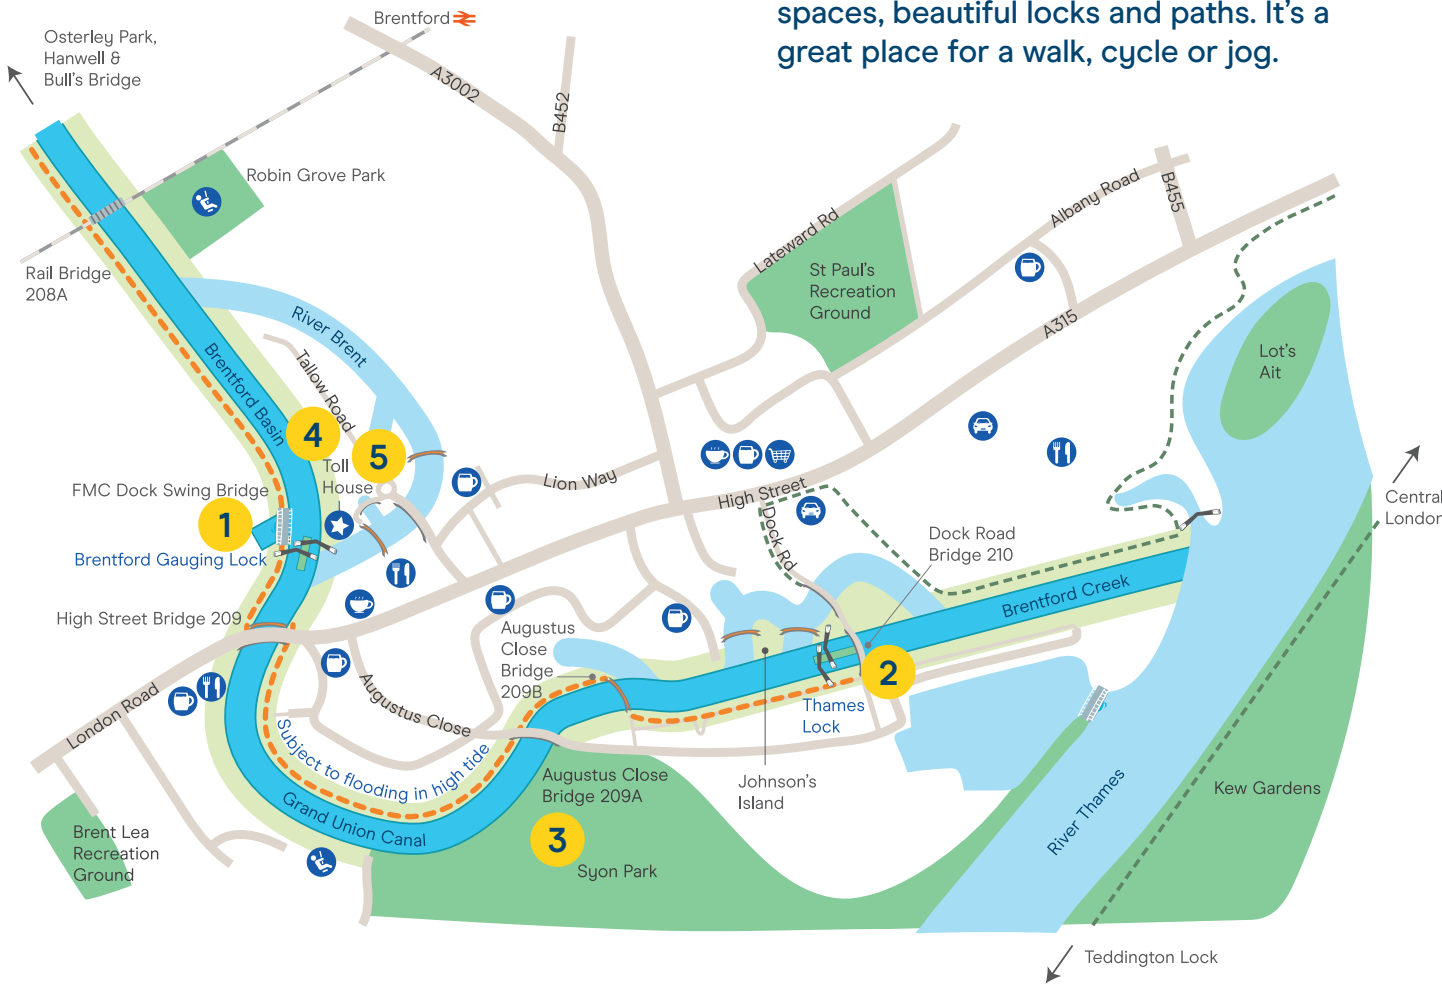 spaces, beautiful locks and paths. It's a
great place for a walk, cycle or jog.
Brentford
Osterley Park,
Hanwell &
Bull's Bridge
A3002
B452
Robin Grove Park
Rail Bridge
208A
River Brent
Brentford Basin
Tallow Road
Lateward Rd
St Paul's
Recreation
Ground
Albany Road
B455
A315
Lot's
Ait
4
5
Toll
House
FMC Dock Swing Bridge
1
Brentford Gauging Lock
Lion Way
High Street
Dock Rd
Central
London
Dock Road
Bridge 210
Brentford Creek
High Street Bridge 209
Augustus
Close
Bridge
209B
2
Thames
Lock
London Road
Augustus Close
Subject to flooding in high tide
Grand Union Canal
Augustus Close
Bridge 209A
Johnson's
Island
3
Syon Park
River Thames
Kew Gardens
Brent Lea
Recreation
Ground
Teddington Lock